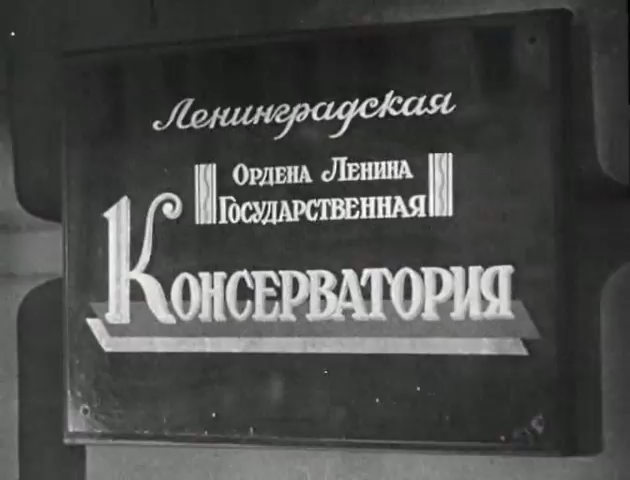 Ленинградская
Ордена Ленина
Государственная
Консерватория